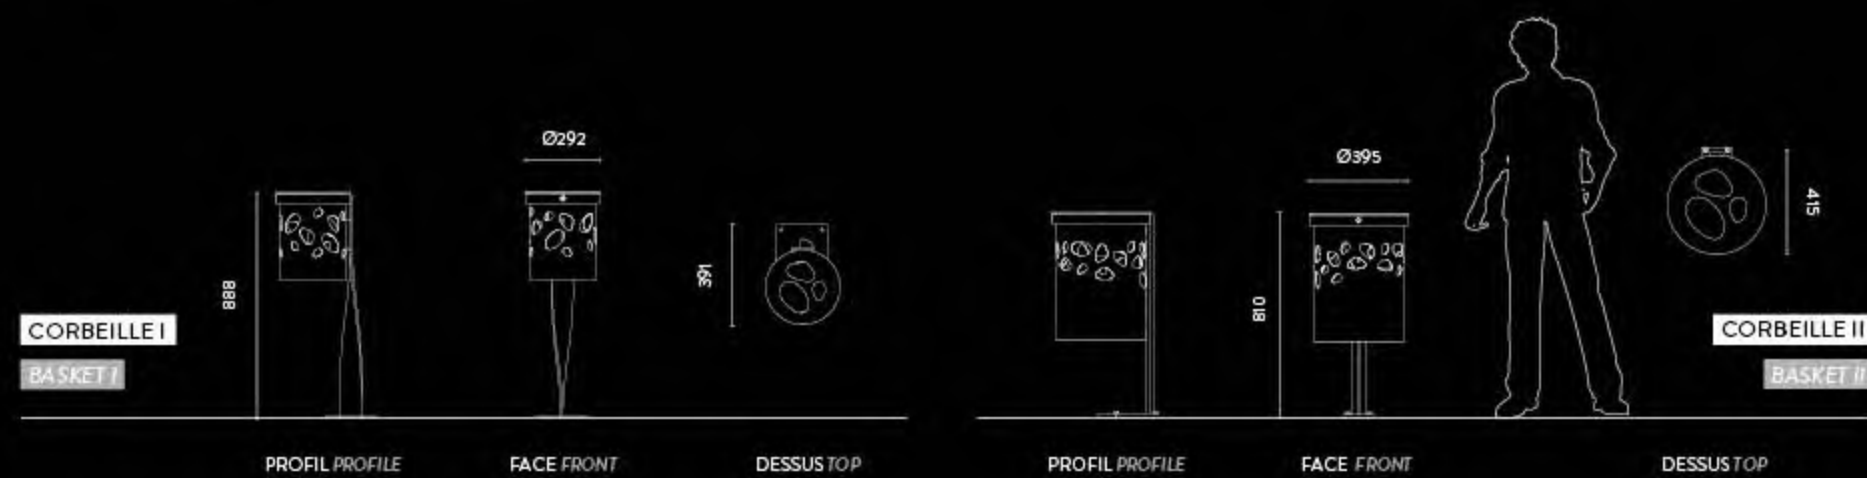 Ø292
888
391
CORBEILLE I
BASKET I
PROFIL PROFILE
FACE FRONT
DESSUS TOP
Ø395
415
810
CORBEILLE II
BASKET II
PROFIL PROFILE
FACE FRONT
DESSUS TOP